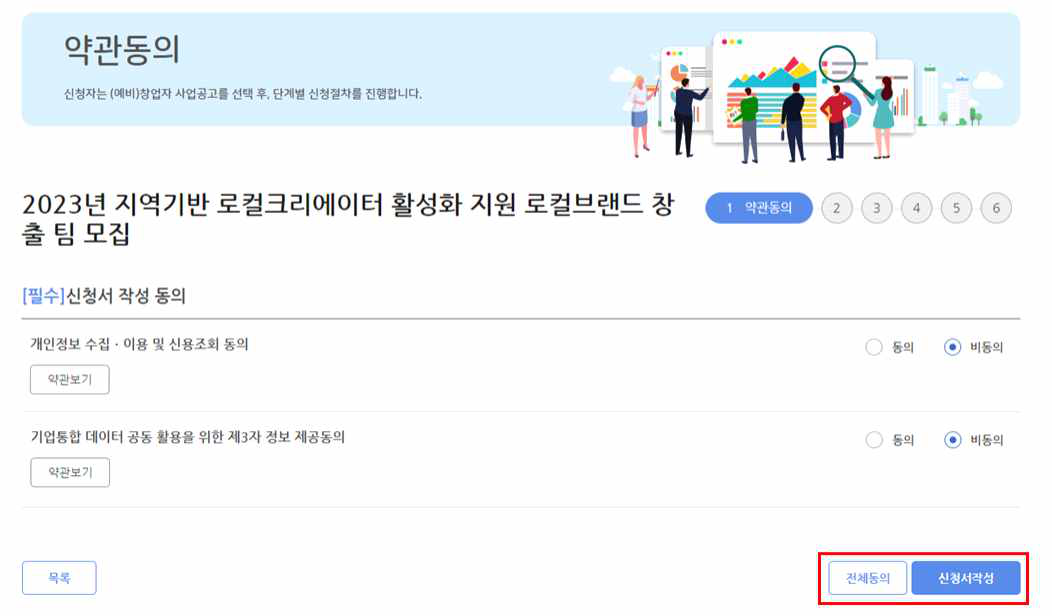 약관동의
신청자는 (예비)창업자 사업공고를 선택 후, 단계별 신청절차를 진행합니다.
2023년 지역기반 로컬크리에이터 활성화 지원 로컬브랜드 창
출 팀 모집
1 약관동의 2 3 4 5 6
[필수]신청서 작성 동의
개인정보 수집 · 이용 및 신용조회 동의
동의 비동의
약관보기
기업통합 데이터 공동 활용을 위한 제3자 정보 제공동의
동의 비동의
약관보기
목록 전체동의 신청서작성